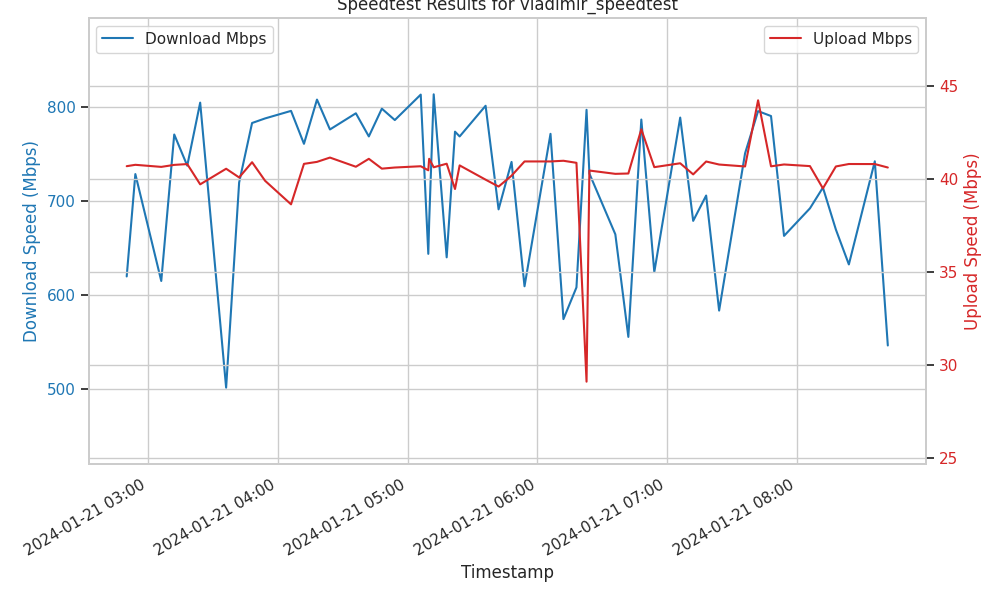 Speedtest Results for vladimir_speedtest
Download Mbps
Upload Mbps
800
700
600
500
Download Speed (Mbps)
45
40
35
30
25
Upload Speed (Mbps)
2024-01-21 03:00
2024-01-21 04:00
2024-01-21 05:00
2024-01-21 06:00
2024-01-21 07:00
2024-01-21 08:00
Timestamp